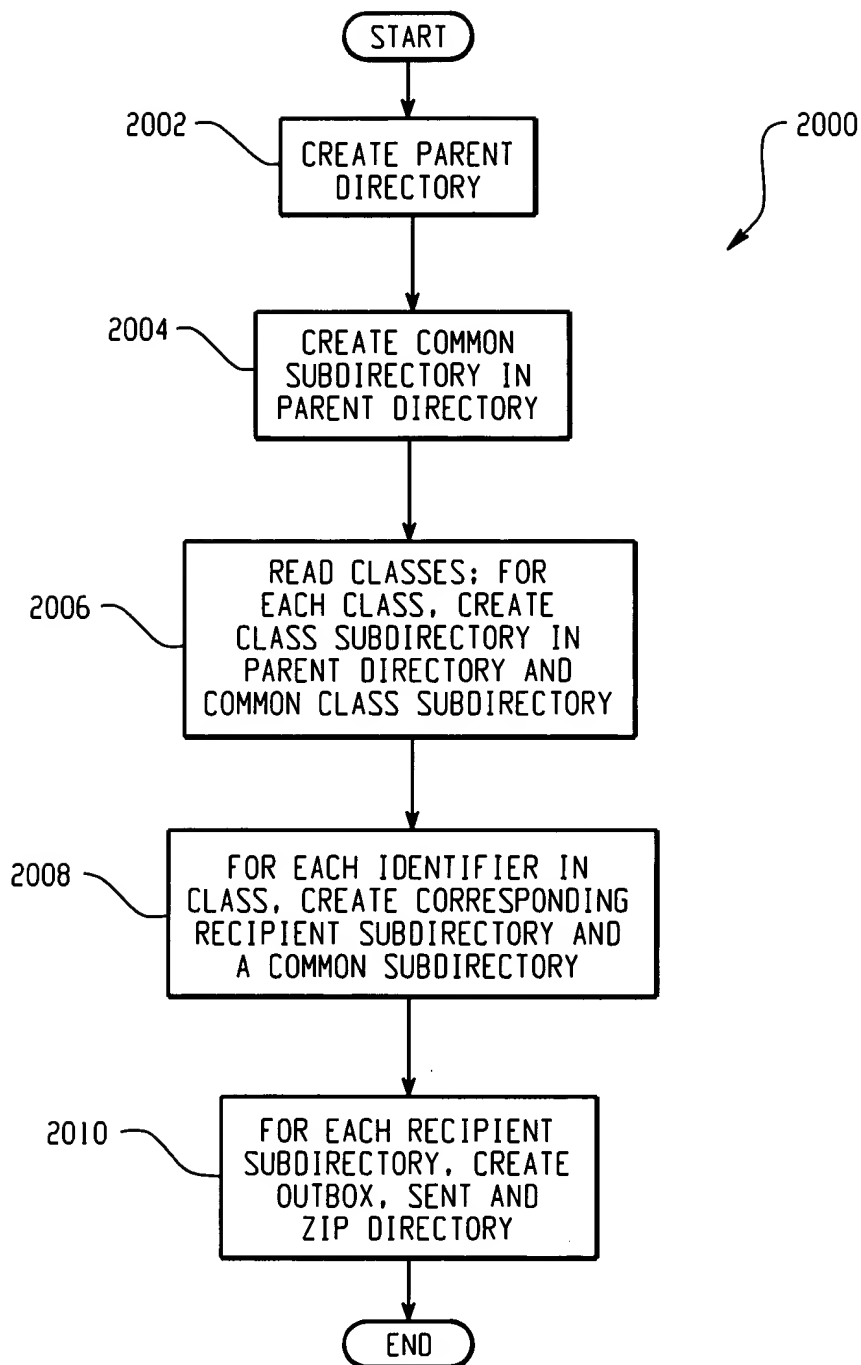 START
2002
2000
CREATE PARENT
DIRECTORY
2004
CREATE COMMON
SUBDIRECTORY IN
PARENT DIRECTORY
2006
READ CLASSES; FOR
EACH CLASS, CREATE
CLASS SUBDIRECTORY IN
PARENT DIRECTORY AND
COMMON CLASS SUBDIRECTORY
2008
FOR EACH IDENTIFIER IN
CLASS, CREATE CORRESPONDING
RECIPIENT SUBDIRECTORY AND
A COMMON SUBDIRECTORY
2010
FOR EACH RECIPIENT
SUBDIRECTORY, CREATE
OUTBOX, SENT AND
ZIP DIRECTORY
END